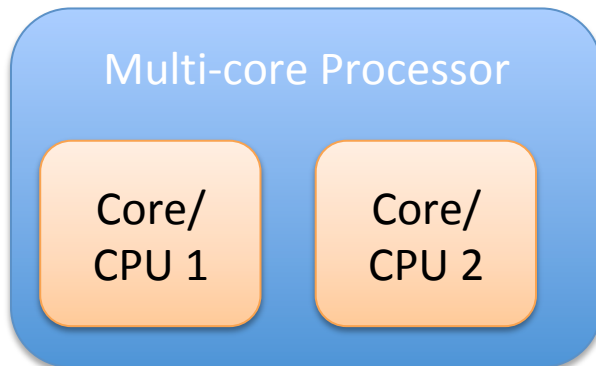 Multi-core Processor
Core/
CPU 1
Core/
CPU 2